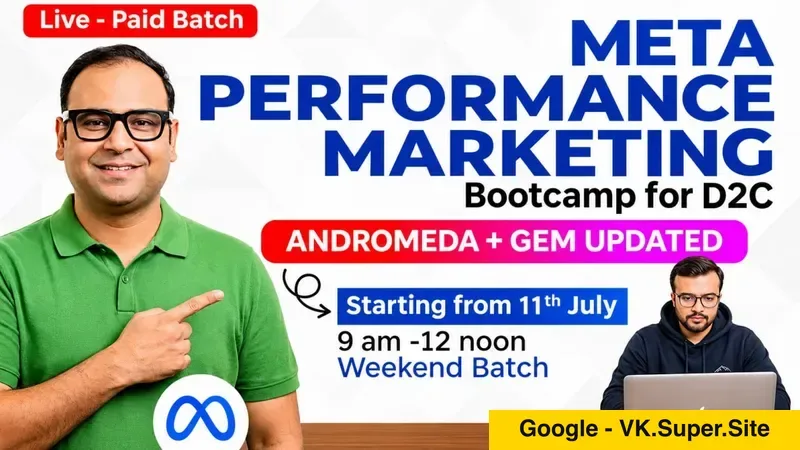 Live - Paid Batch
META
PERFORMANCE
MARKETING
Bootcamp for D2C
ANDROMEDA + GEM UPDATED
Starting from 11th July
9 am -12 noon
Weekend Batch
Google - VK.Super.Site